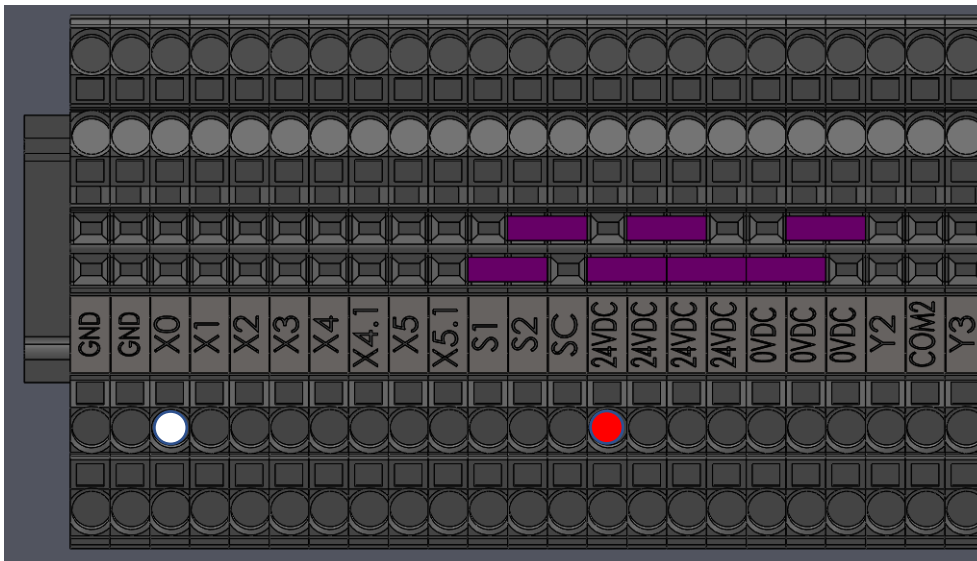 GND GND X0 X1 X2 X3 X4 X4.1 X5 X5.1 S1 S2 SC 24VDC 24VDC 24VDC 24VDC 0VDC 0VDC 0VDC Y2 COM2 Y3